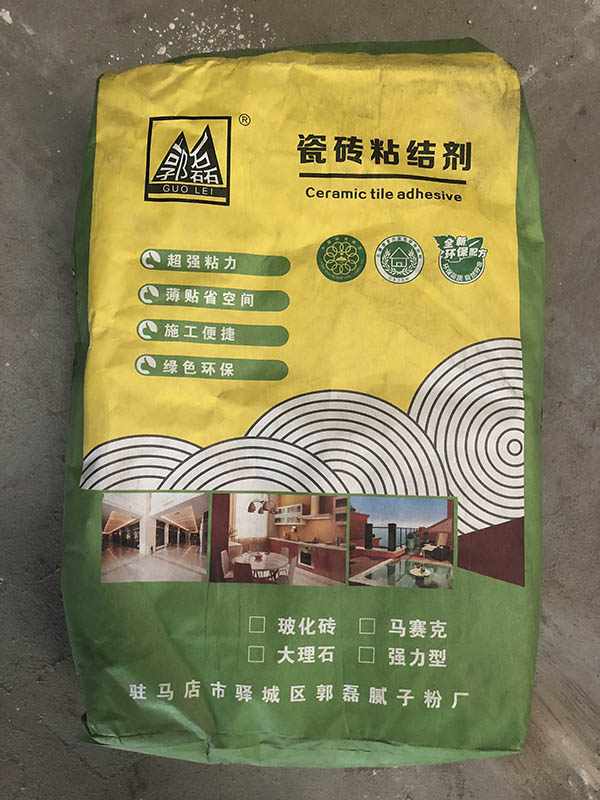 郭磊
GUO LEI
®
瓷砖粘结剂
Ceramic tile adhesive
超强粘力
薄贴省空间
施工便捷
绿色环保
全新
环保配方
玻化砖 马赛克
大理石 强力型
驻马店市驿城区郭磊腻子粉厂